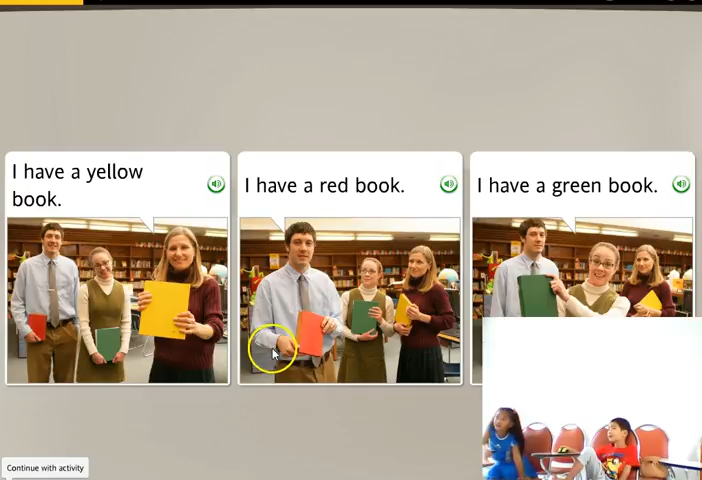 I have a yellow
book.
I have a red book.
I have a green book.
Continue with activity